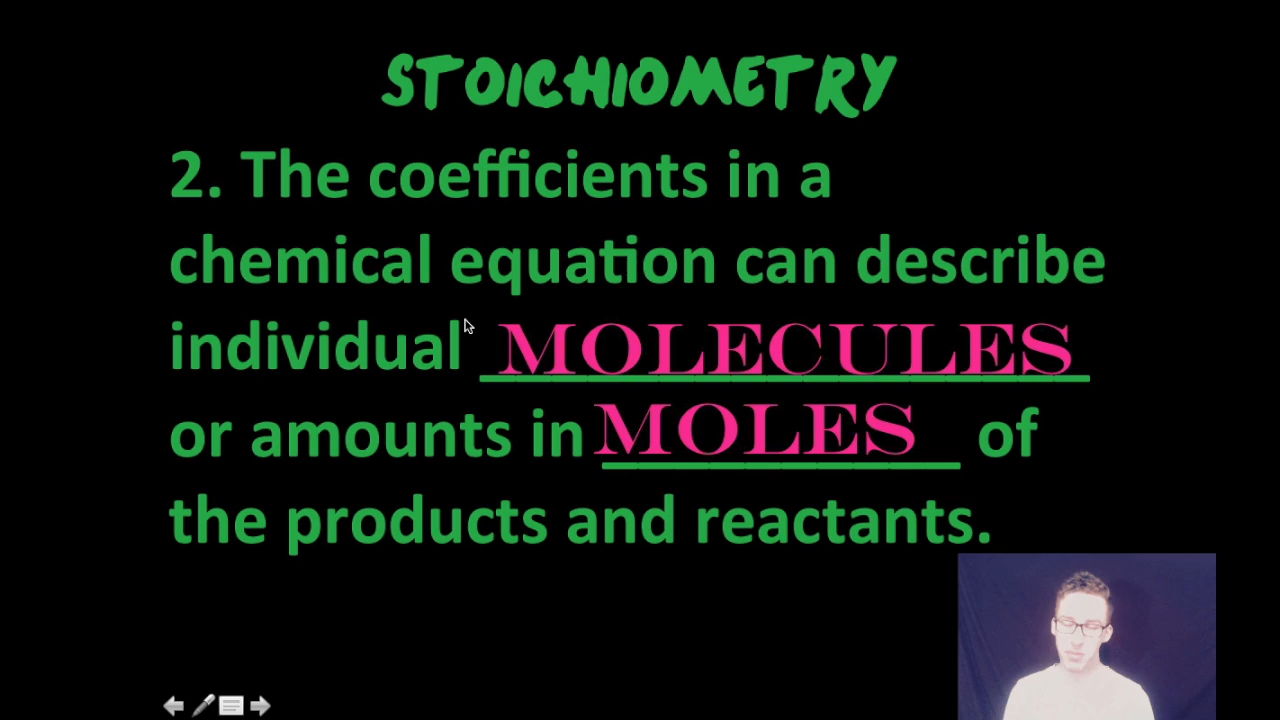 STOICHIOMETRY
2. The coefficients in a
chemical equation can describe
individual MOLECULES
or amounts in MOLES of
the products and reactants.